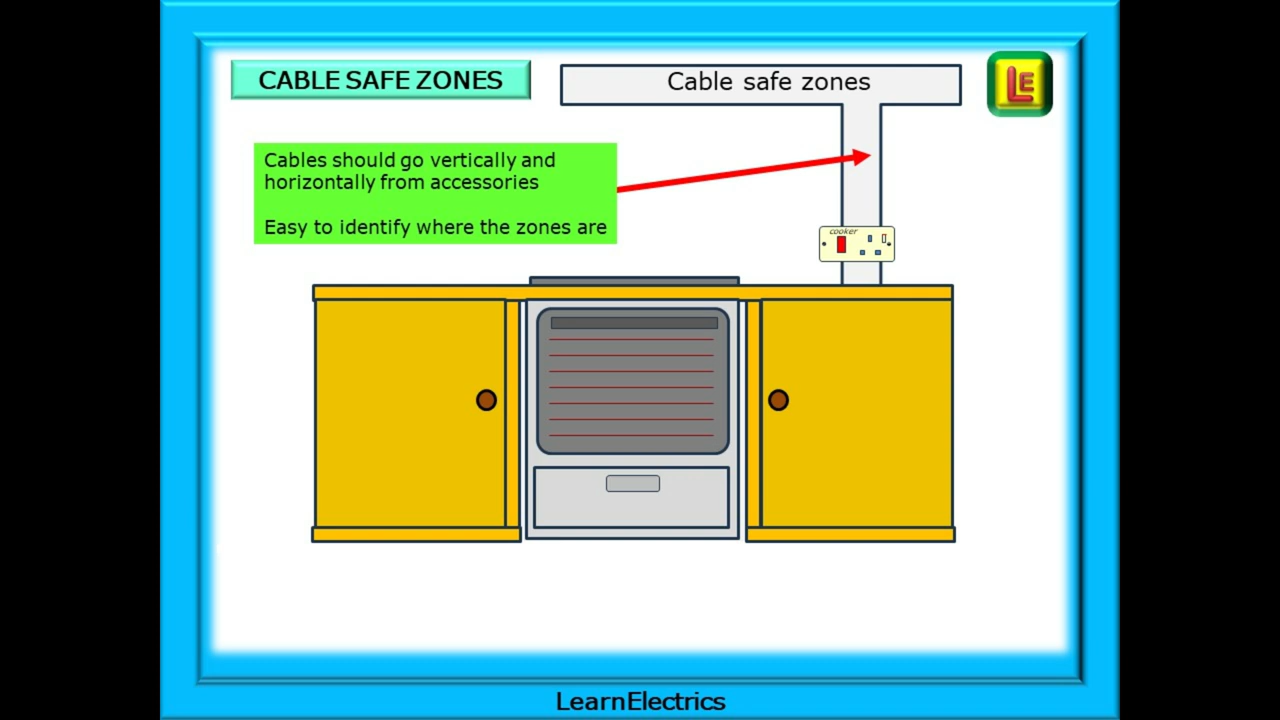 CABLE SAFE ZONES
Cable safe zones
LE
Cables should go vertically and
horizontally from accessories
Easy to identify where the zones are
cooker
LearnElectrics